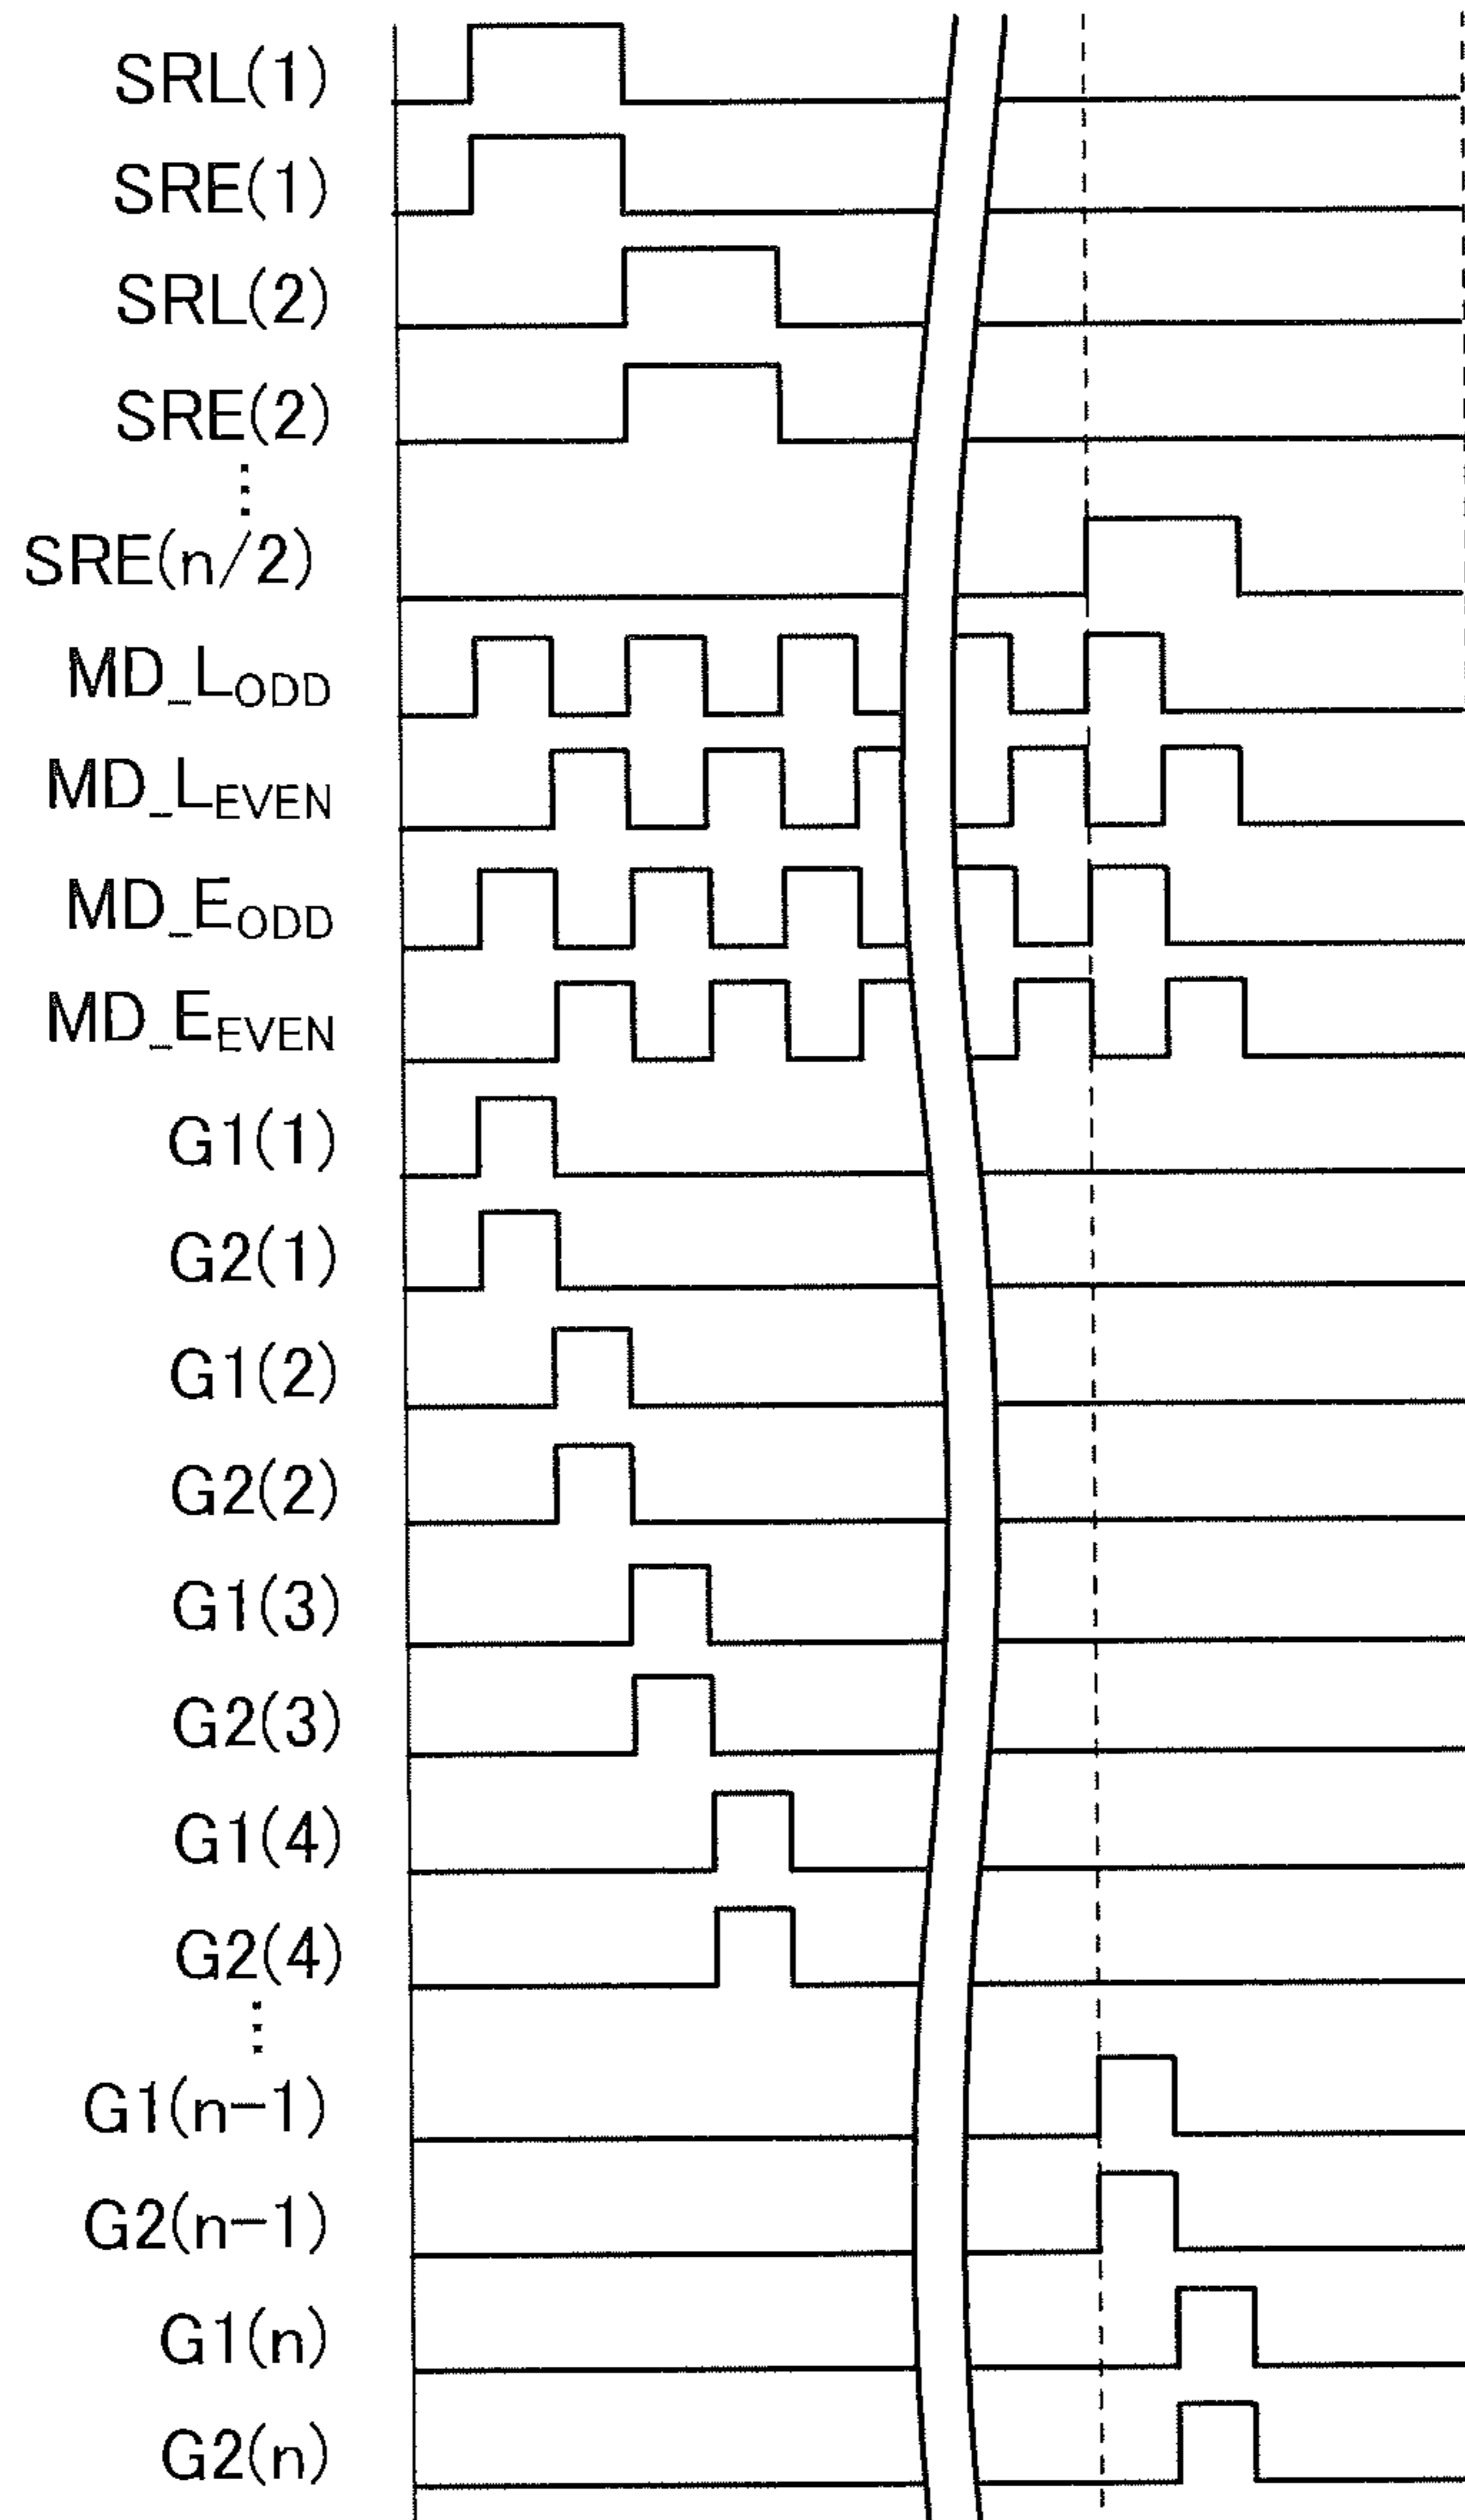 SRL(1)
SRE(1)
SRL(2)
SRE(2)
⋮
SRE(n/2)
MD_LODD
MD_LEVEN
MD_EODD
MD_EEVEN
G1(1)
G2(1)
G1(2)
G2(2)
G1(3)
G2(3)
G1(4)
G2(4)
⋮
G1(n-1)
G2(n-1)
G1(n)
G2(n)